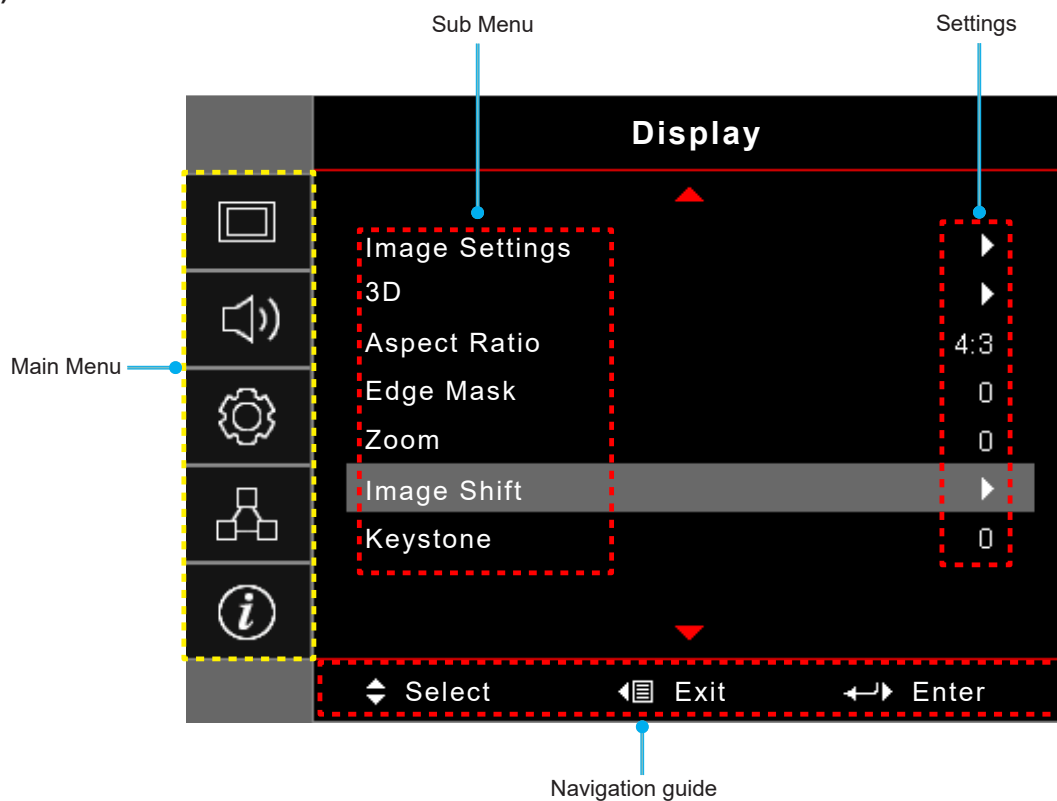 Sub Menu Settings
Display
Image Settings
3D
Aspect Ratio 4:3
Main Menu
Edge Mask 0
Zoom 0
Image Shift
Keystone 0
i
Select Exit Enter
Navigation guide